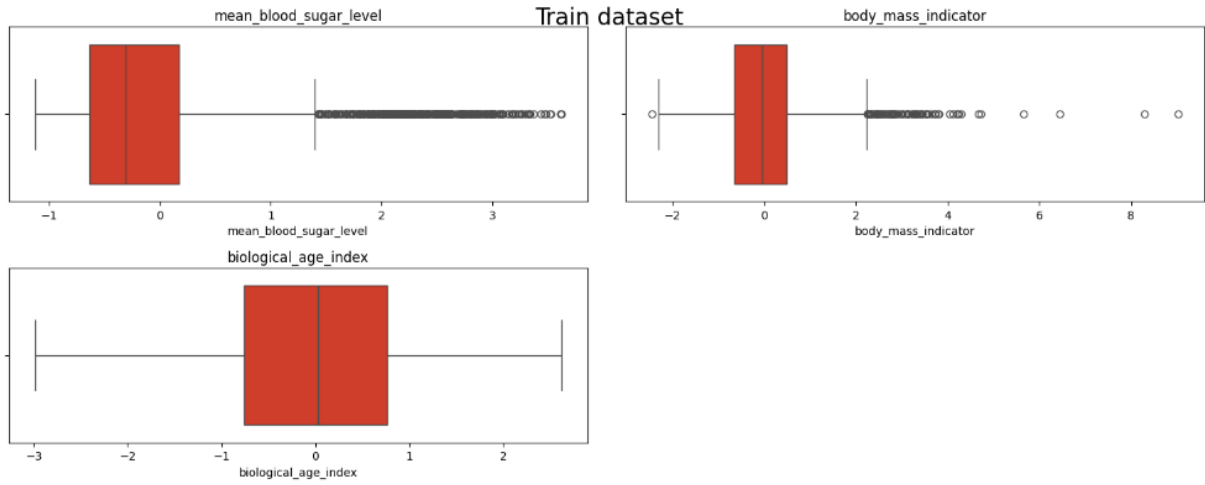 Train dataset
mean_blood_sugar_level
body_mass_indicator
−1 0 1 2 3
−2 0 2 4 6 8
mean_blood_sugar_level
body_mass_indicator
biological_age_index
−3 −2 −1 0 1 2
biological_age_index